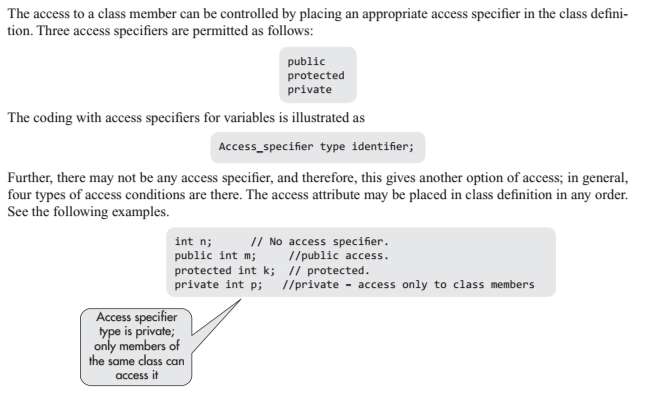 The access to a class member can be controlled by placing an appropriate access specifier in the class defini-
tion. Three access specifiers are permitted as follows:
public
protected
private
The coding with access specifiers for variables is illustrated as
Access_specifier type identifier;
Further, there may not be any access specifier, and therefore, this gives another option of access; in general,
four types of access conditions are there. The access attribute may be placed in class definition in any order.
See the following examples.
int n; // No access specifier.
public int m; //public access.
protected int k; // protected.
private int p; //private – access only to class members
Access specifier
type is private;
only members of
the same class can
access it